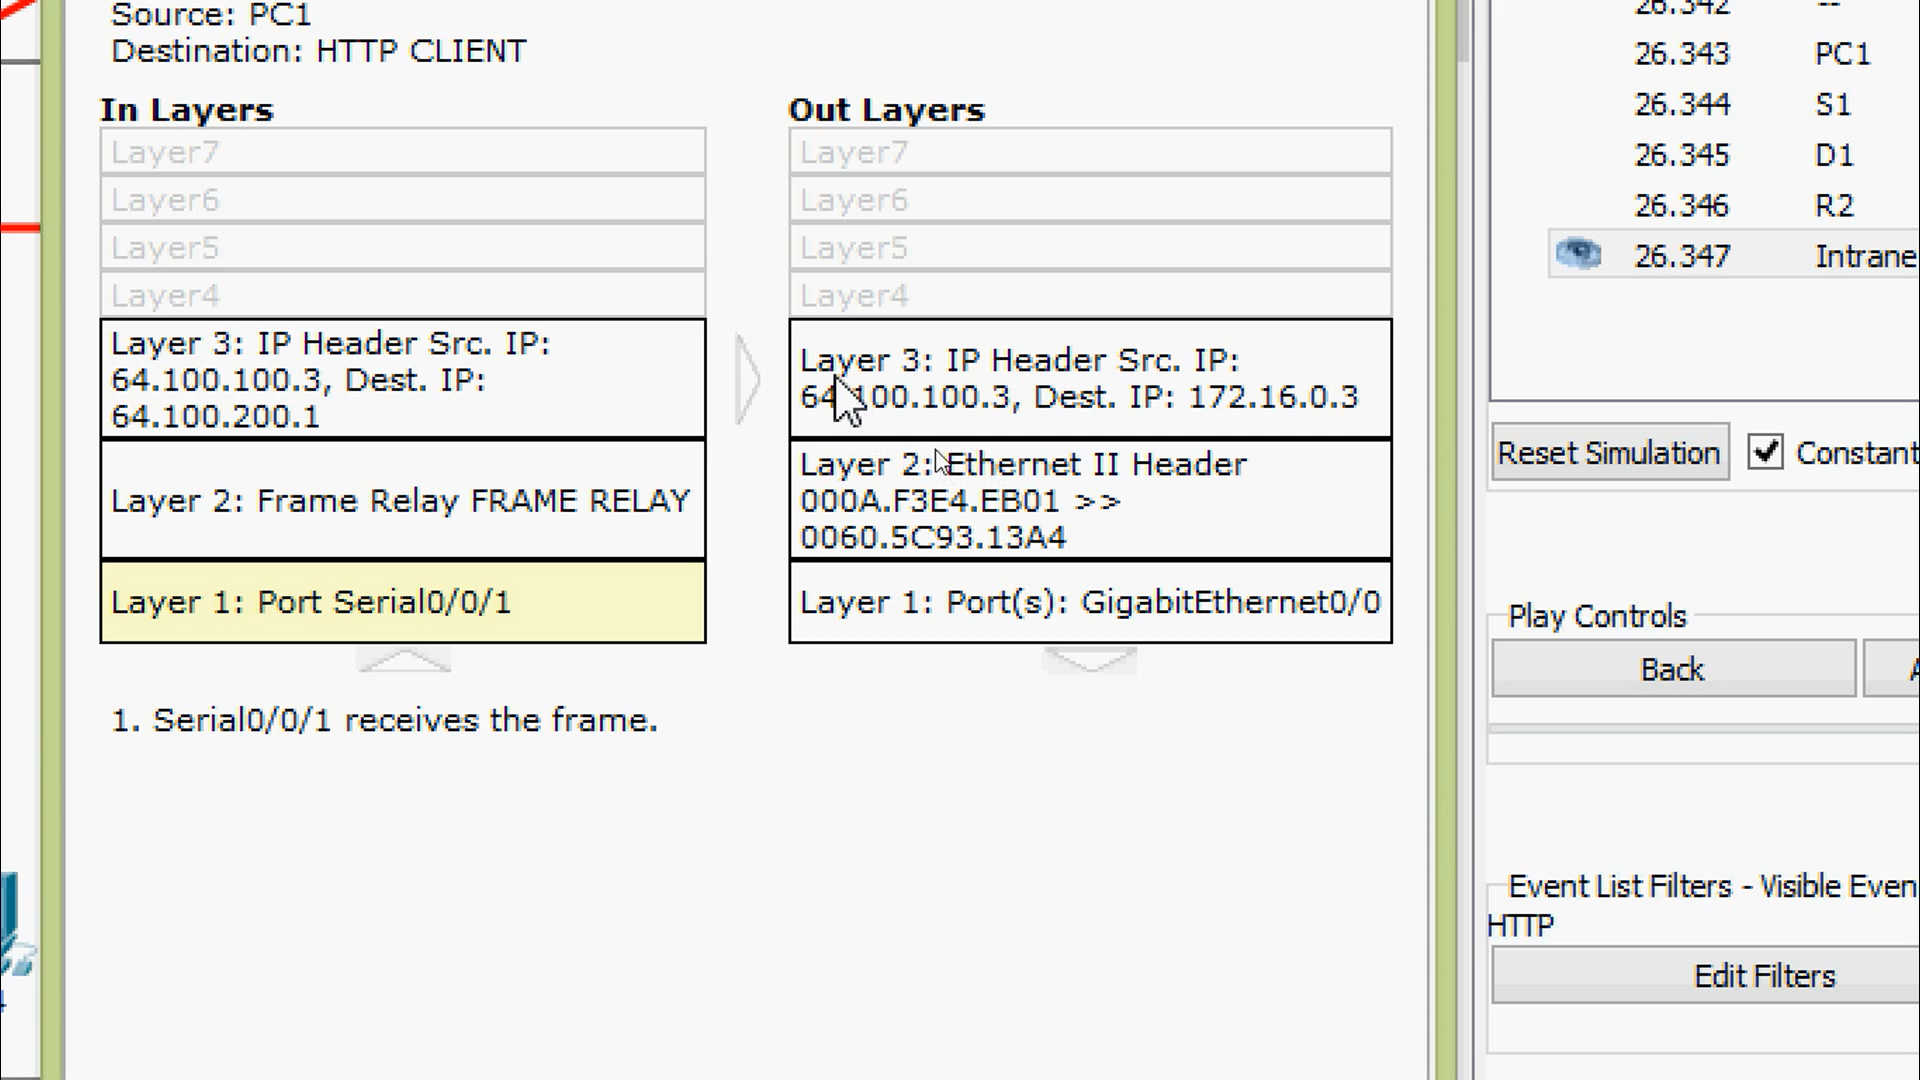 Source: PC1
Destination: HTTP CLIENT
In Layers
Layer7
Layer6
Layer5
Layer4
Layer 3: IP Header Src. IP:
64.100.100.3, Dest. IP:
64.100.200.1
Layer 2: Frame Relay FRAME RELAY
Layer 1: Port Serial0/0/1
1. Serial0/0/1 receives the frame.
Out Layers
Layer7
Layer6
Layer5
Layer4
Layer 3: IP Header Src. IP:
64.100.100.3, Dest. IP: 172.16.0.3
Layer 2: Ethernet II Header
000A.F3E4.EB01 >>
0060.5C93.13A4
Layer 1: Port(s): GigabitEthernet0/0
26.342 --
26.343 PC1
26.344 S1
26.345 D1
26.346 R2
26.347 Intrane
Reset Simulation Constant
Play Controls
Back
Event List Filters - Visible Even
HTTP
Edit Filters